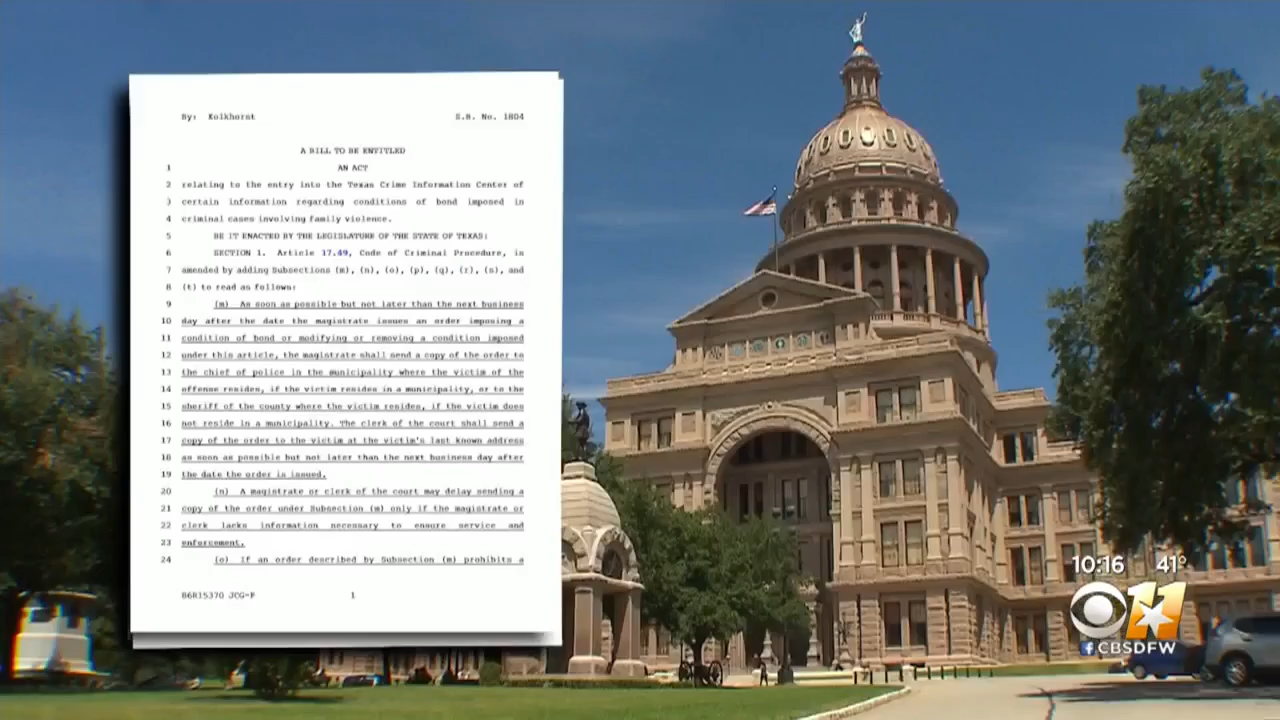 By: Kolkhorst S.B. No. 1804
A BILL TO BE ENTITLED
1 AN ACT
2 relating to the entry into the Texas Crime Information Center of
3 certain information regarding conditions of bond imposed in
4 criminal cases involving family violence.
5 BE IT ENACTED BY THE LEGISLATURE OF THE STATE OF TEXAS:
6 SECTION 1. Article 17.49, Code of Criminal Procedure, is
7 amended by adding Subsections (m), (n), (o), (p), (q), (r), (s), and
8 (t) to read as follows:
9 (m) As soon as possible but not later than the next business
10 day after the date the magistrate issues an order imposing a
11 condition of bond or modifying or removing a condition imposed
12 under this article, the magistrate shall send a copy of the order to
13 the chief of police in the municipality where the victim of the
14 offense resides, if the victim resides in a municipality, or to the
15 sheriff of the county where the victim resides, if the victim does
16 not reside in a municipality. The clerk of the court shall send a
17 copy of the order to the victim at the victim's last known address
18 as soon as possible but not later than the next business day after
19 the date the order is issued.
20 (n) A magistrate or clerk of the court may delay sending a
21 copy of the order under Subsection (m) only if the magistrate or
22 clerk lacks information necessary to ensure service and
23 enforcement.
24 (o) If an order described by Subsection (m) prohibits a
86R15370 JCG-F 1
10:16 41°
11
CBSDFW